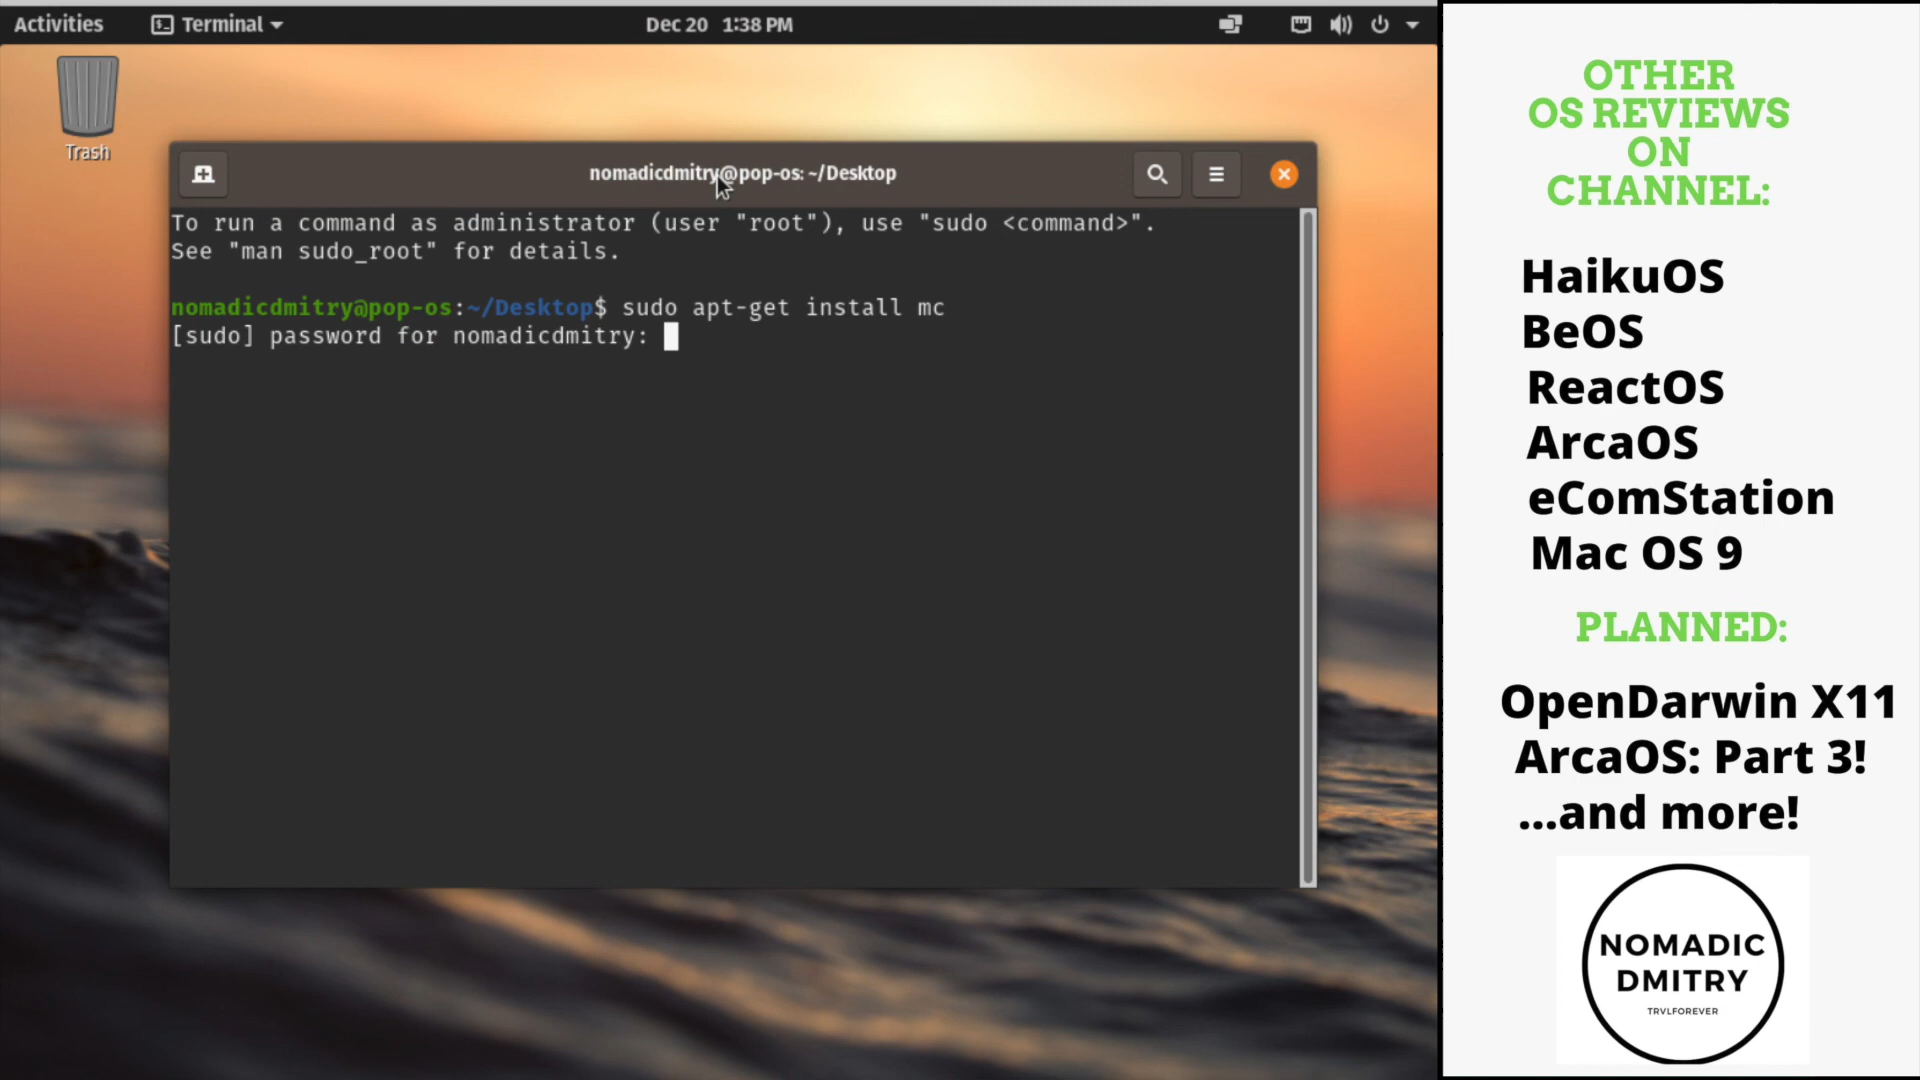 Activities
Terminal
Dec 20 1:38 PM
Trash
nomadicdmitry@pop-os: ~/Desktop
To run a command as administrator (user "root"), use "sudo <command>".
See "man sudo_root" for details.
nomadicdmitry@pop-os:~/Desktop$ sudo apt-get install mc
[sudo] password for nomadicdmitry:
OTHER
OS REVIEWS
ON
CHANNEL:
HaikuOS
BeOS
ReactOS
ArcaOS
eComStation
Mac OS 9
PLANNED:
OpenDarwin X11
ArcaOS: Part 3!
...and more!
NOMADIC
DMITRY
TRVLFOREVER